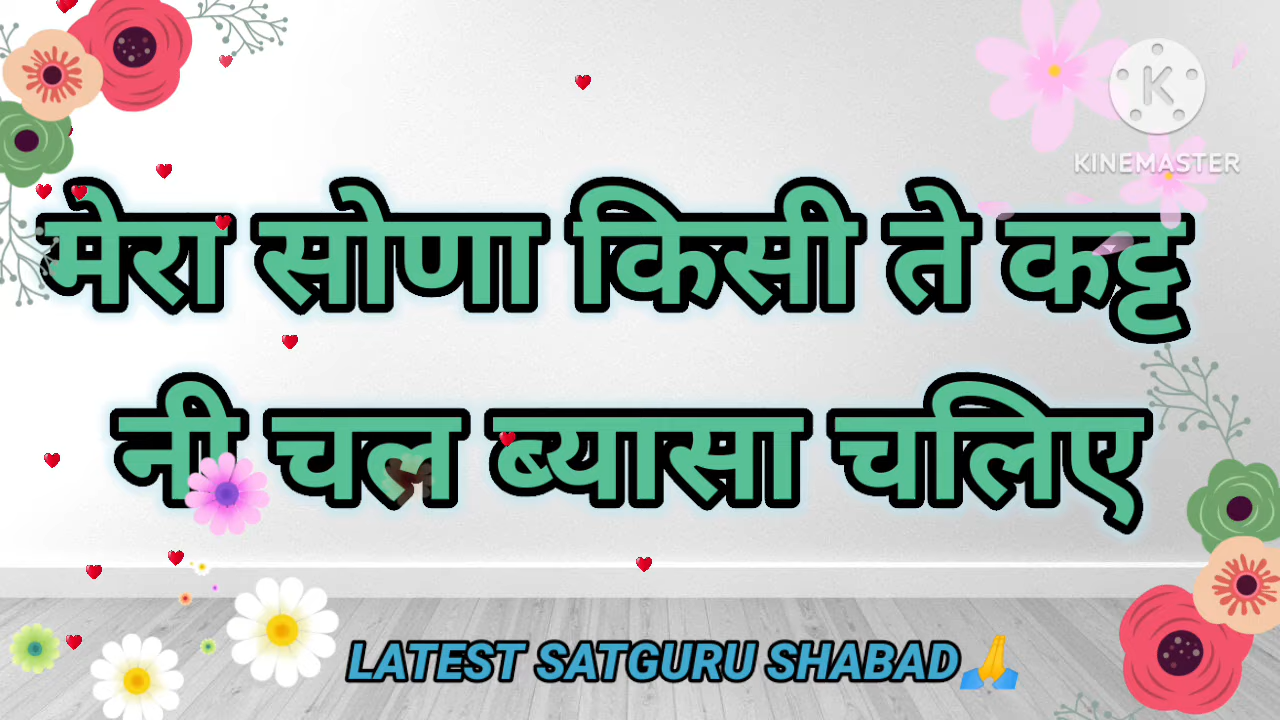 KINEMASTER
मेरा सोणा किसी ते कट्ट
नी चल ब्यासा चलिए
LATEST SATGURU SHABAD🙏